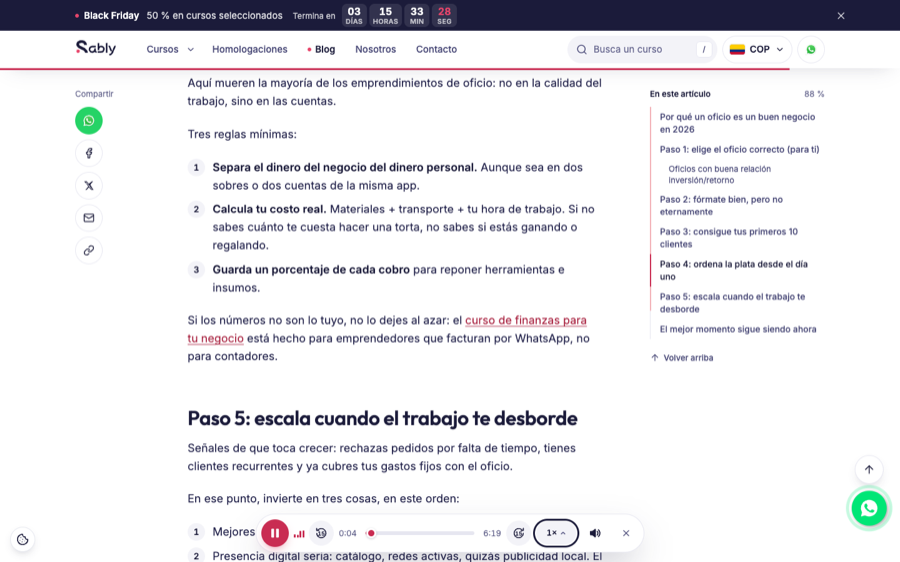 Black Friday 50 % en cursos seleccionados Termina en 03 DÍAS 15 HORAS 33 MIN 28 SEG
Sably Cursos Homologaciones Blog Nosotros Contacto Busca un curso / COP
Compartir
Aquí mueren la mayoría de los emprendimientos de oficio: no en la calidad del
trabajo, sino en las cuentas.
Tres reglas mínimas:
1 Separa el dinero del negocio del dinero personal. Aunque sea en dos
sobres o dos cuentas de la misma app.
2 Calcula tu costo real. Materiales + transporte + tu hora de trabajo. Si no
sabes cuánto te cuesta hacer una torta, no sabes si estás ganando o
regalando.
3 Guarda un porcentaje de cada cobro para reponer herramientas e
insumos.
Si los números no son lo tuyo, no lo dejes al azar: el curso de finanzas para
tu negocio está hecho para emprendedores que facturan por WhatsApp, no
para contadores.
Paso 5: escala cuando el trabajo te desborde
Señales de que toca crecer: rechazas pedidos por falta de tiempo, tienes
clientes recurrentes y ya cubres tus gastos fijos con el oficio.
En ese punto, invierte en tres cosas, en este orden:
1 Mejores
2 Presencia digital seria: catálogo, redes activas, quizás publicidad local. El
En este artículo 88 %
Por qué un oficio es un buen negocio
en 2026
Paso 1: elige el oficio correcto (para ti)
Oficios con buena relación
inversión/retorno
Paso 2: fórmate bien, pero no
eternamente
Paso 3: consigue tus primeros 10
clientes
Paso 4: ordena la plata desde el día
uno
Paso 5: escala cuando el trabajo te
desborde
El mejor momento sigue siendo ahora
Volver arriba
0:04 6:19 1×